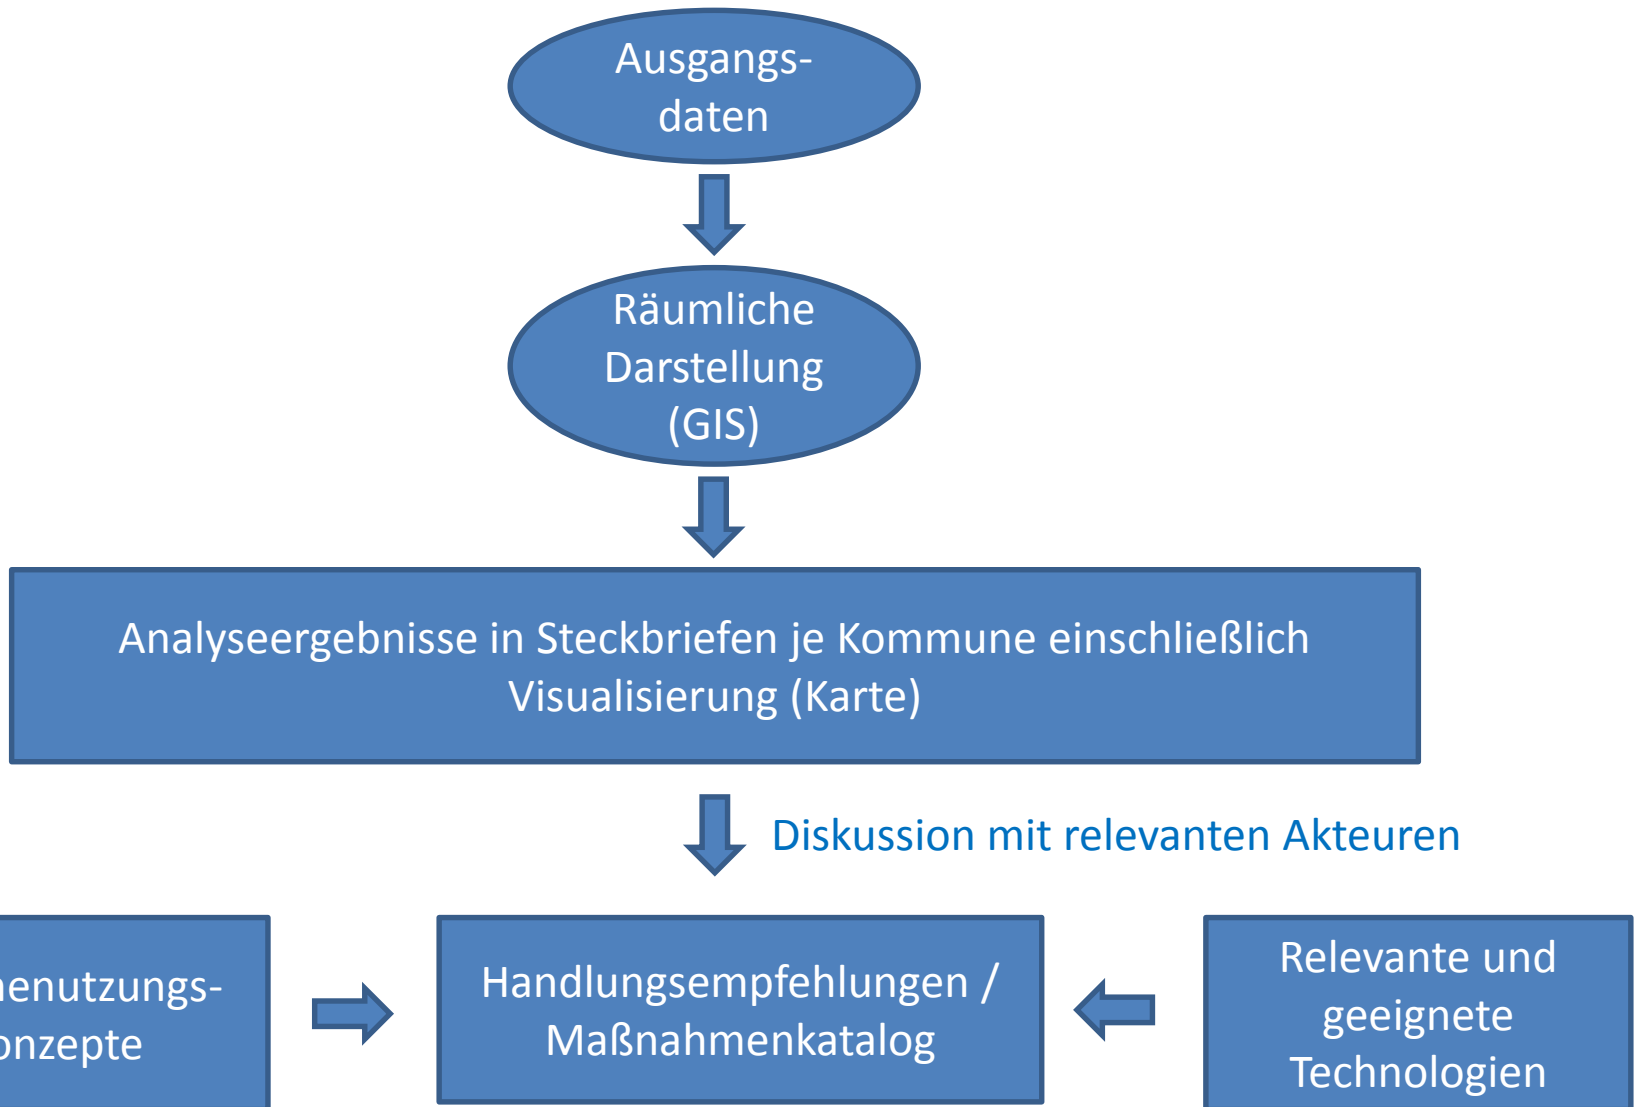 Ausgangs-
daten
Räumliche
Darstellung
(GIS)
Analyseergebnisse in Steckbriefen je Kommune einschließlich
Visualisierung (Karte)
Diskussion mit relevanten Akteuren
Handlungsempfehlungen /
Maßnahmenkatalog
Relevante und
geeignete
Technologien